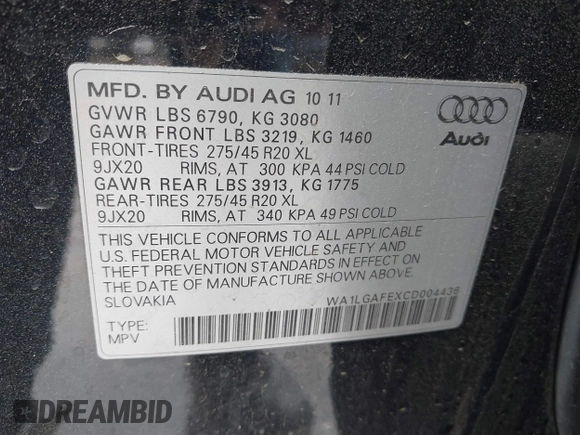 MFD. BY AUDI AG 10 11
GVWR LBS 6790, KG 3080
GAWR FRONT LBS 3219, KG 1460
FRONT-TIRES 275/45 R20 XL
9JX20 RIMS, AT 300 KPA 44 PSI COLD
GAWR REAR LBS 3913, KG 1775
REAR-TIRES 275/45 R20 XL
9JX20 RIMS, AT 340 KPA 49 PSI COLD
Audi
THIS VEHICLE CONFORMS TO ALL APPLICABLE
U.S. FEDERAL MOTOR VEHICLE SAFETY AND
THEFT PREVENTION STANDARDS IN EFFECT ON
THE DATE OF MANUFACTURE SHOWN ABOVE.
SLOVAKIA
WA1LGAFEXCD004436
TYPE:
MPV
DREAMBID